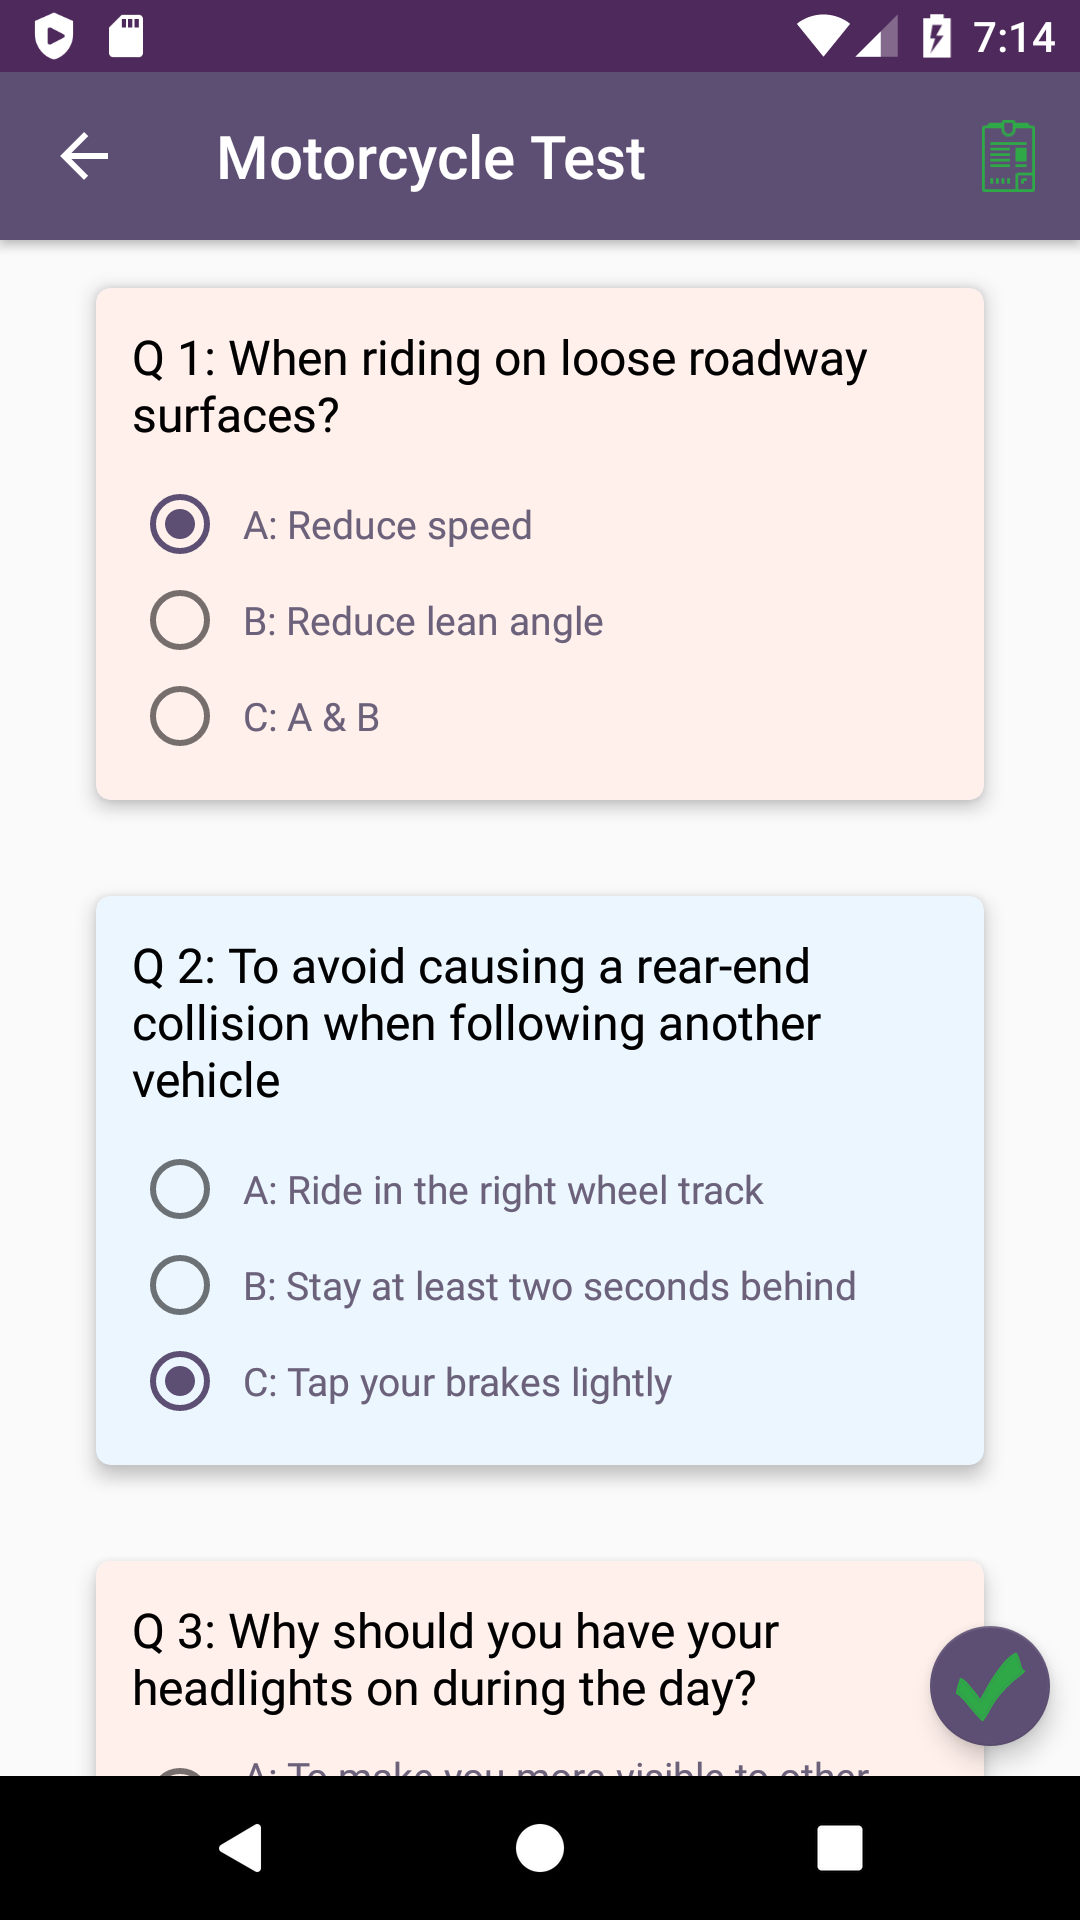 7:14
Motorcycle Test
Q 1: When riding on loose roadway
surfaces?
A: Reduce speed
B: Reduce lean angle
C: A & B
Q 2: To avoid causing a rear-end
collision when following another
vehicle
A: Ride in the right wheel track
B: Stay at least two seconds behind
C: Tap your brakes lightly
Q 3: Why should you have your
headlights on during the day?
A: To make you more visible to other